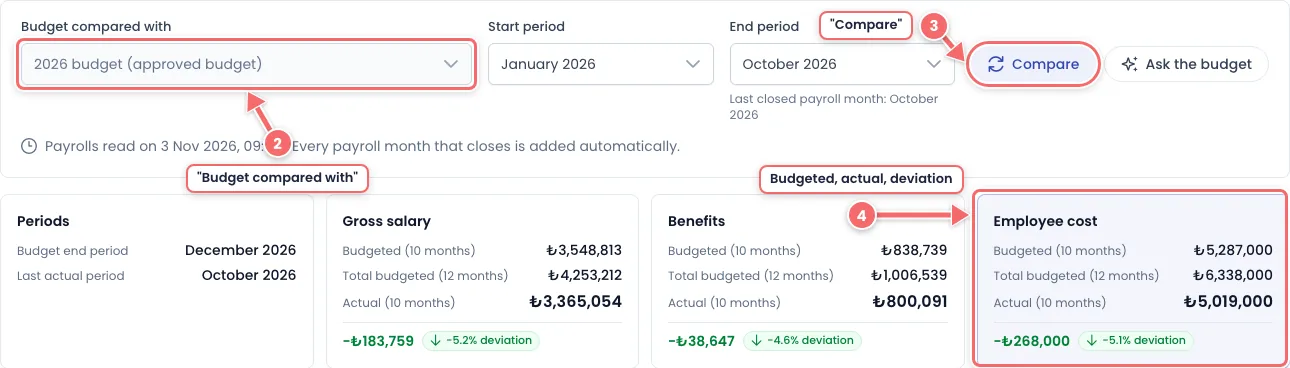 Budget compared with
2026 budget (approved budget)
Start period
January 2026
End period
October 2026
Last closed payroll month: October
2026
"Compare"
3
Compare
Ask the budget
2
Payrolls read on 3 Nov 2026, 09: Every payroll month that closes is added automatically.
"Budget compared with"
Budgeted, actual, deviation
4
Periods
Budget end period December 2026
Last actual period October 2026
Gross salary
Budgeted (10 months) ₺3,548,813
Total budgeted (12 months) ₺4,253,212
Actual (10 months) ₺3,365,054
-₺183,759 ↓ -5.2% deviation
Benefits
Budgeted (10 months) ₺838,739
Total budgeted (12 months) ₺1,006,539
Actual (10 months) ₺800,091
-₺38,647 ↓ -4.6% deviation
Employee cost
Budgeted (10 months) ₺5,287,000
Total budgeted (12 months) ₺6,338,000
Actual (10 months) ₺5,019,000
-₺268,000 ↓ -5.1% deviation